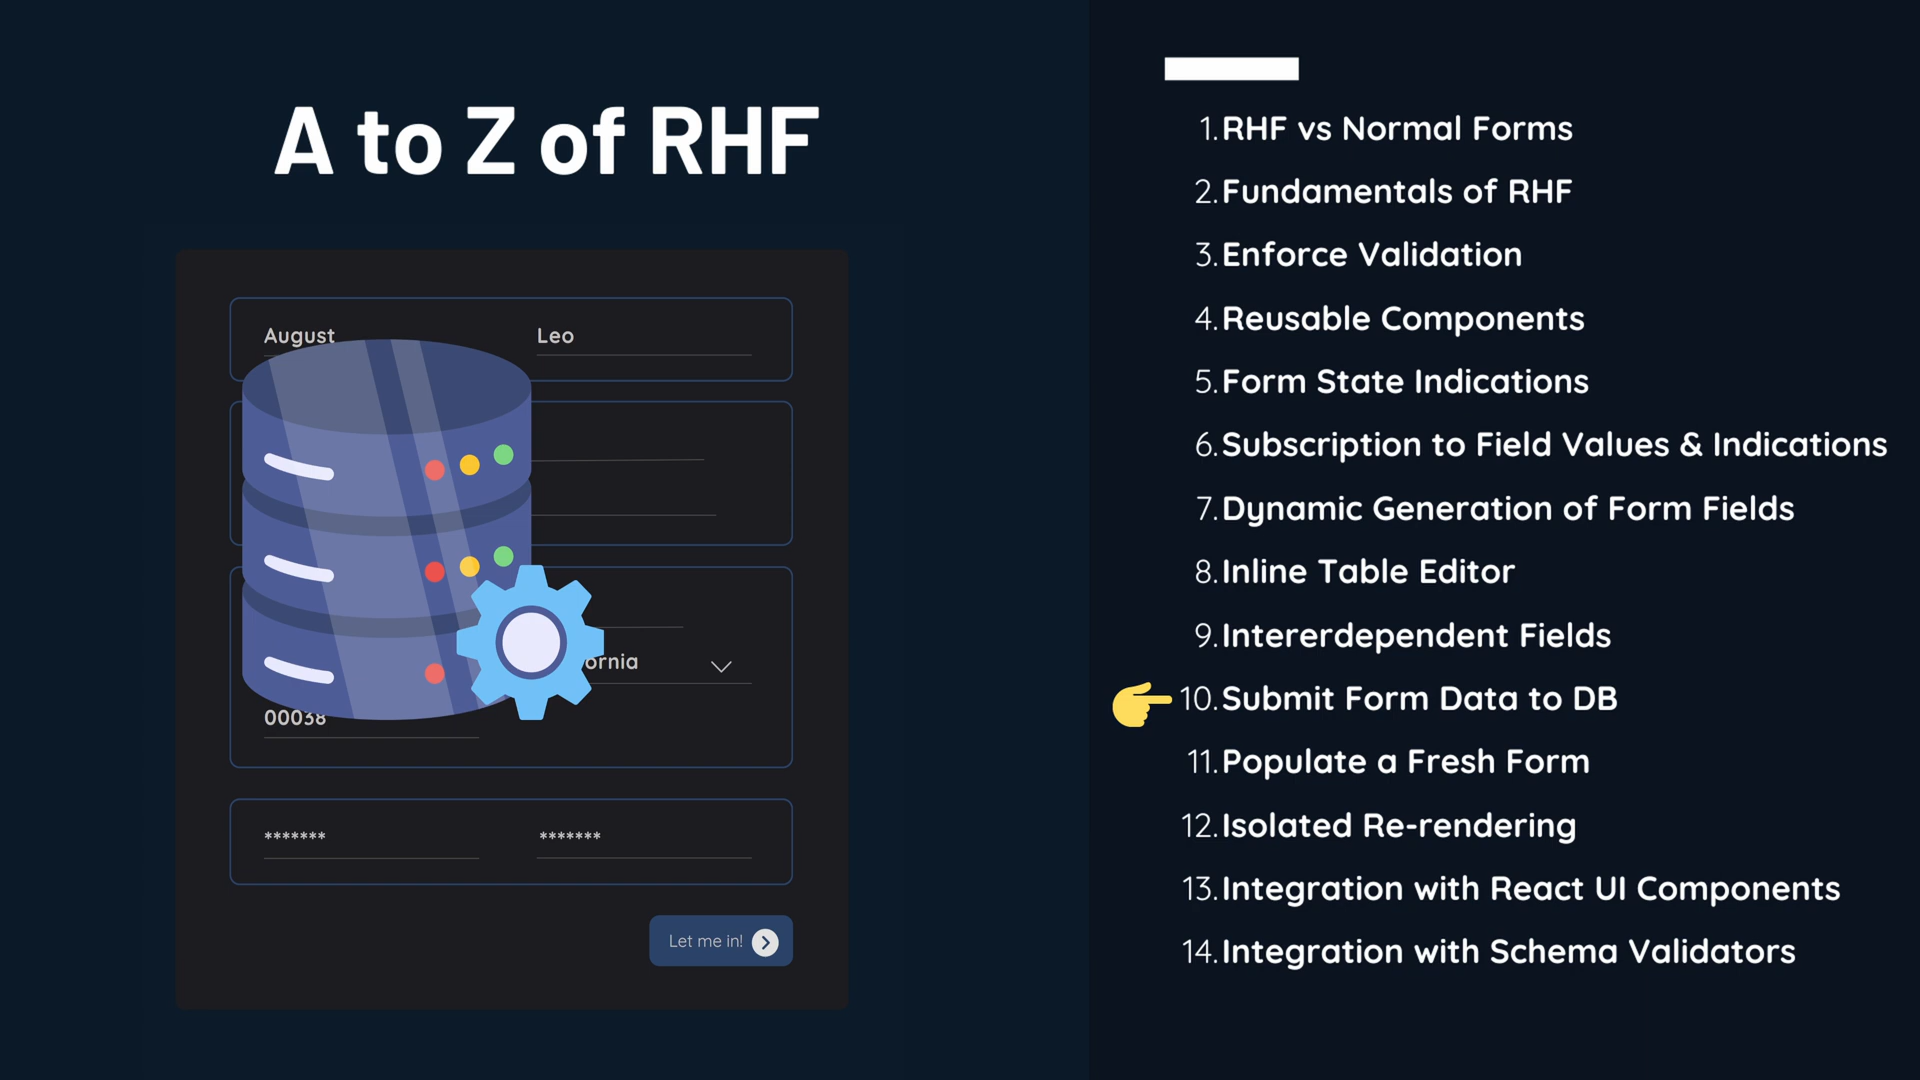 A to Z of RHF
August
Leo
ornia
00038
*******
*******
Let me in!
1. RHF vs Normal Forms
2. Fundamentals of RHF
3. Enforce Validation
4. Reusable Components
5. Form State Indications
6. Subscription to Field Values & Indications
7. Dynamic Generation of Form Fields
8. Inline Table Editor
9. Intererdependent Fields
10. Submit Form Data to DB
11. Populate a Fresh Form
12. Isolated Re-rendering
13. Integration with React UI Components
14. Integration with Schema Validators